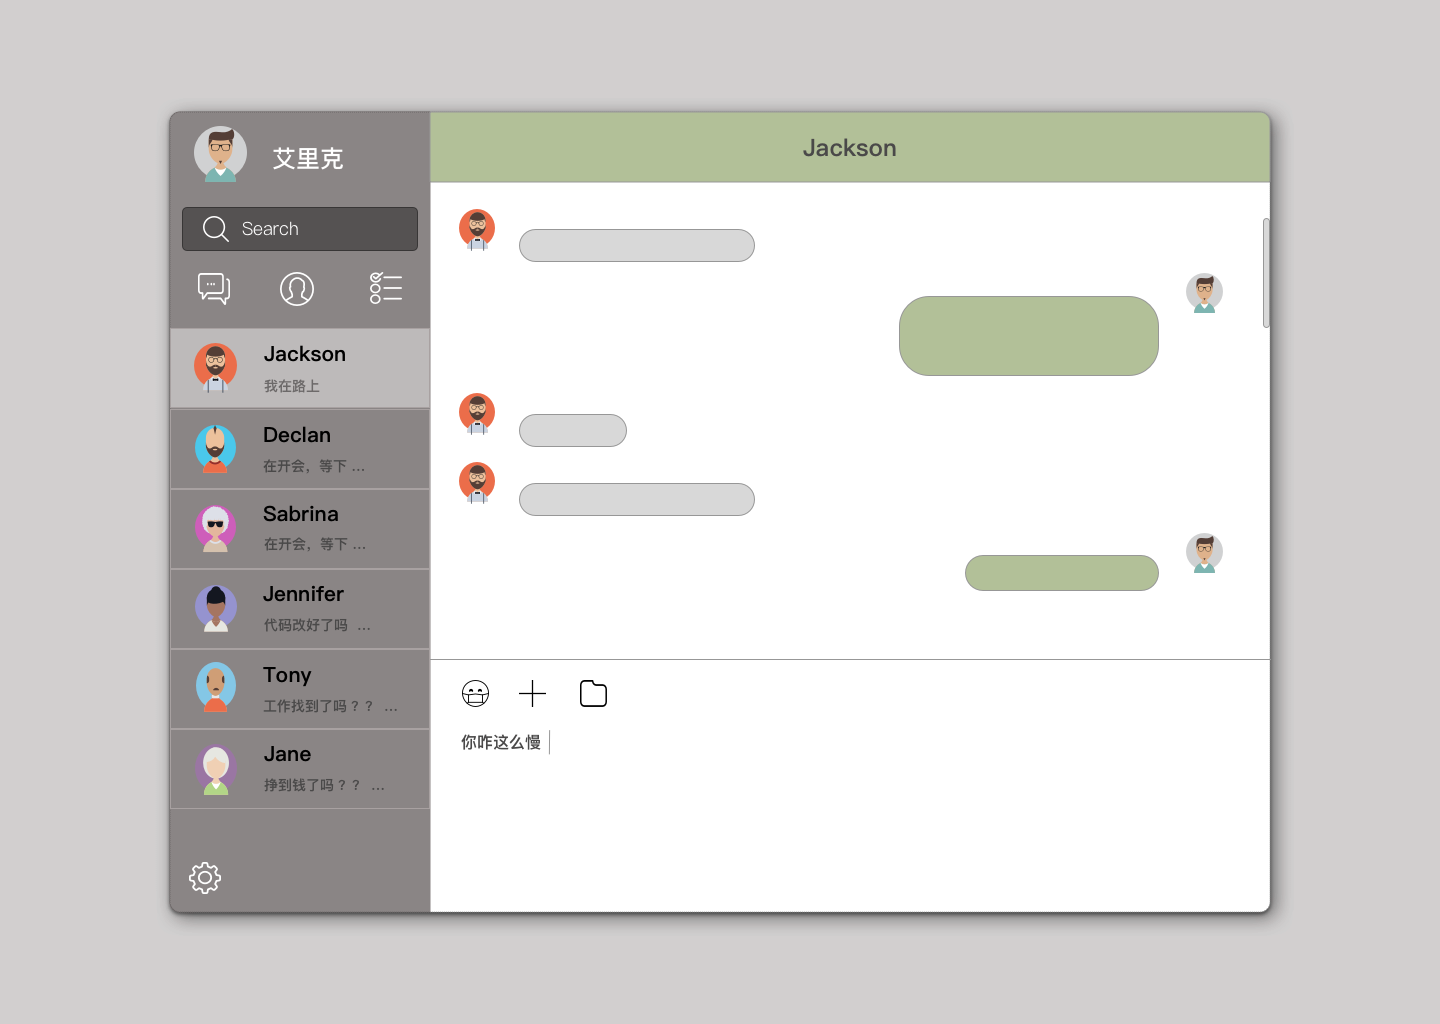 艾里克
Search
Jackson
我在路上
Declan
在开会，等下 ...
Sabrina
在开会，等下 ...
Jennifer
代码改好了吗 ...
Tony
工作找到了吗？？ ...
Jane
挣到钱了吗？？ ...
Jackson
你咋这么慢